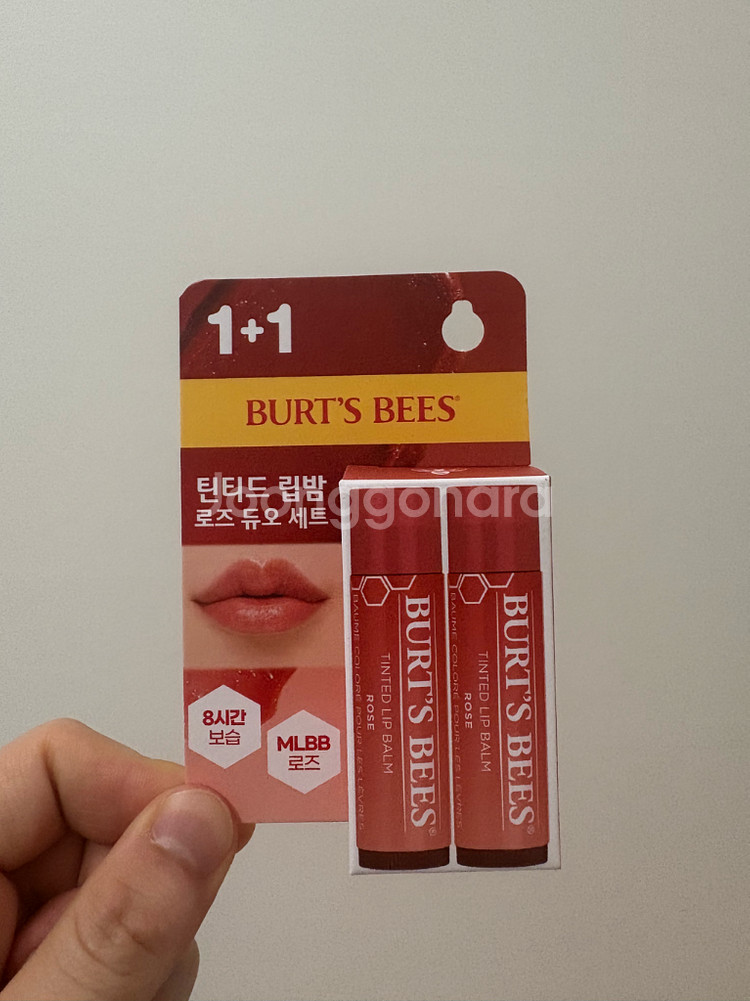 1+1
BURT'S BEES®
틴티드 립밤
로즈 듀오 세트
Joonggonara
8시간
보습
MLBB
로즈
BURT'S BEES®
TINTED LIP BALM
ROSE
BAUME COLORÉ POUR LES LÈVRES
BURT'S BEES®
TINTED LIP BALM
ROSE
BAUME COLORÉ POUR LES LÈVRES